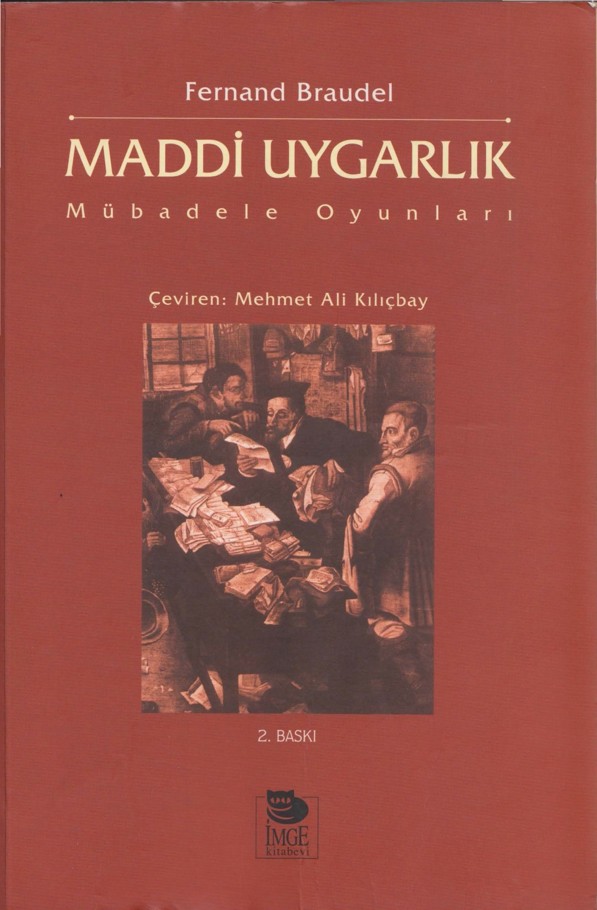 Fernand Braudel
MADDİ UYGARLIK
Mübadele Oyunları
Çeviren: Mehmet Ali Kılıçbay
2. BASKI
İMGE
kitabevi